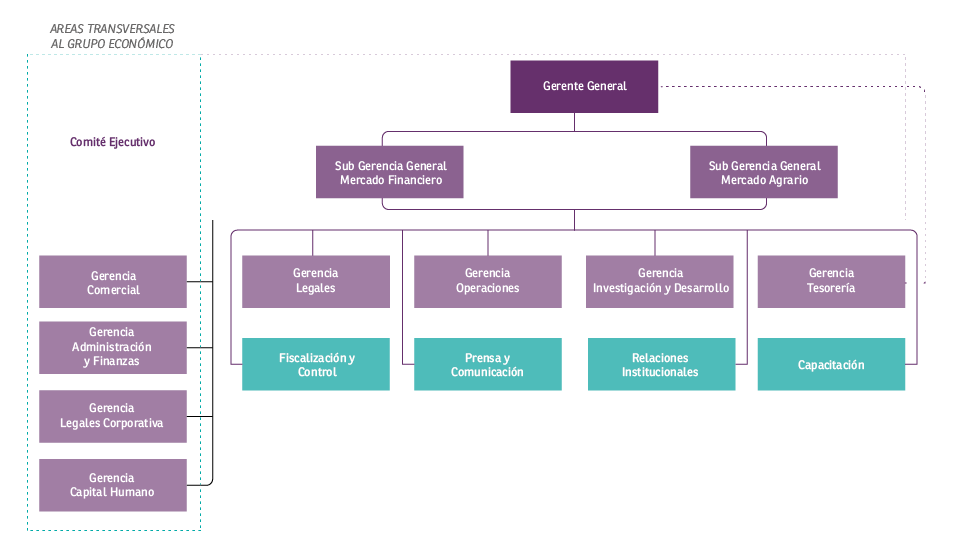 AREAS TRANSVERSALES
AL GRUPO ECONÓMICO
Comité Ejecutivo
Gerente General
Sub Gerencia General
Mercado Financiero
Sub Gerencia General
Mercado Agrario
Gerencia
Comercial
Gerencia
Administración
y Finanzas
Gerencia
Legales Corporativa
Gerencia
Capital Humano
Gerencia
Legales
Gerencia
Operaciones
Gerencia
Investigación y Desarrollo
Gerencia
Tesorería
Fiscalización y
Control
Prensa y
Comunicación
Relaciones
Institucionales
Capacitación